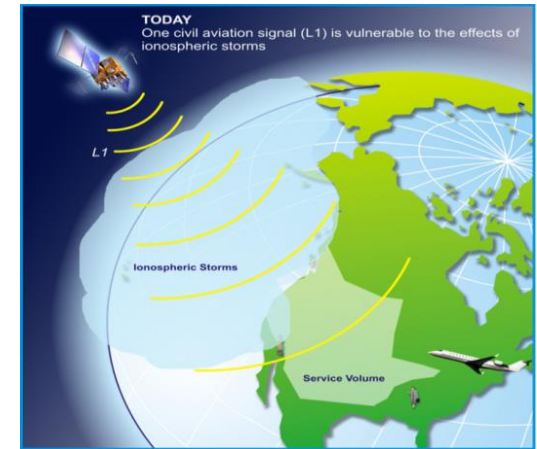 TODAY
One civil aviation signal (L1) is vulnerable to the effects of
ionospheric storms
L1
Ionospheric Storms
Service Volume